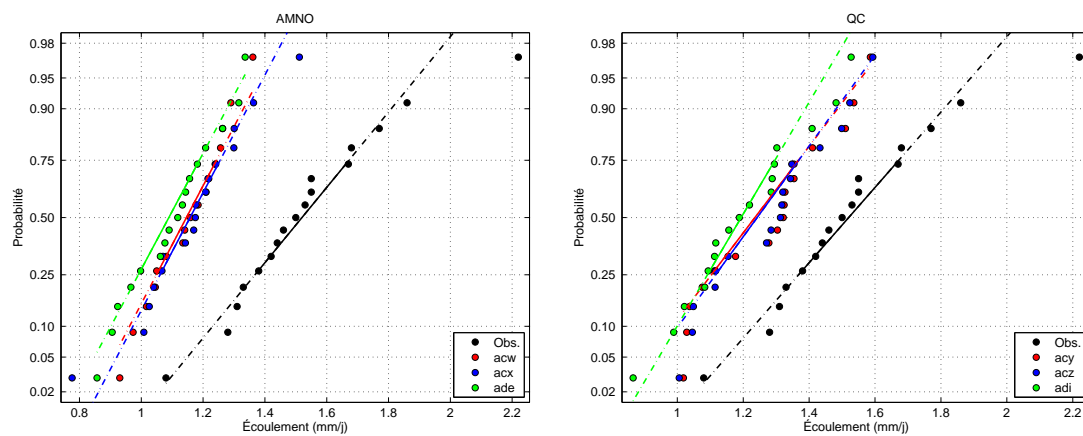 AMNO
Probabilité
0.98
0.95
0.90
0.75
0.50
0.25
0.10
0.05
0.02
0.8 1 1.2 1.4 1.6 1.8 2 2.2
Écoulement (mm/j)
Obs.
acw
acx
ade
QC
Probabilité
0.98
0.95
0.90
0.75
0.50
0.25
0.10
0.05
0.02
1 1.2 1.4 1.6 1.8 2 2.2
Écoulement (mm/j)
Obs.
acy
acz
adi